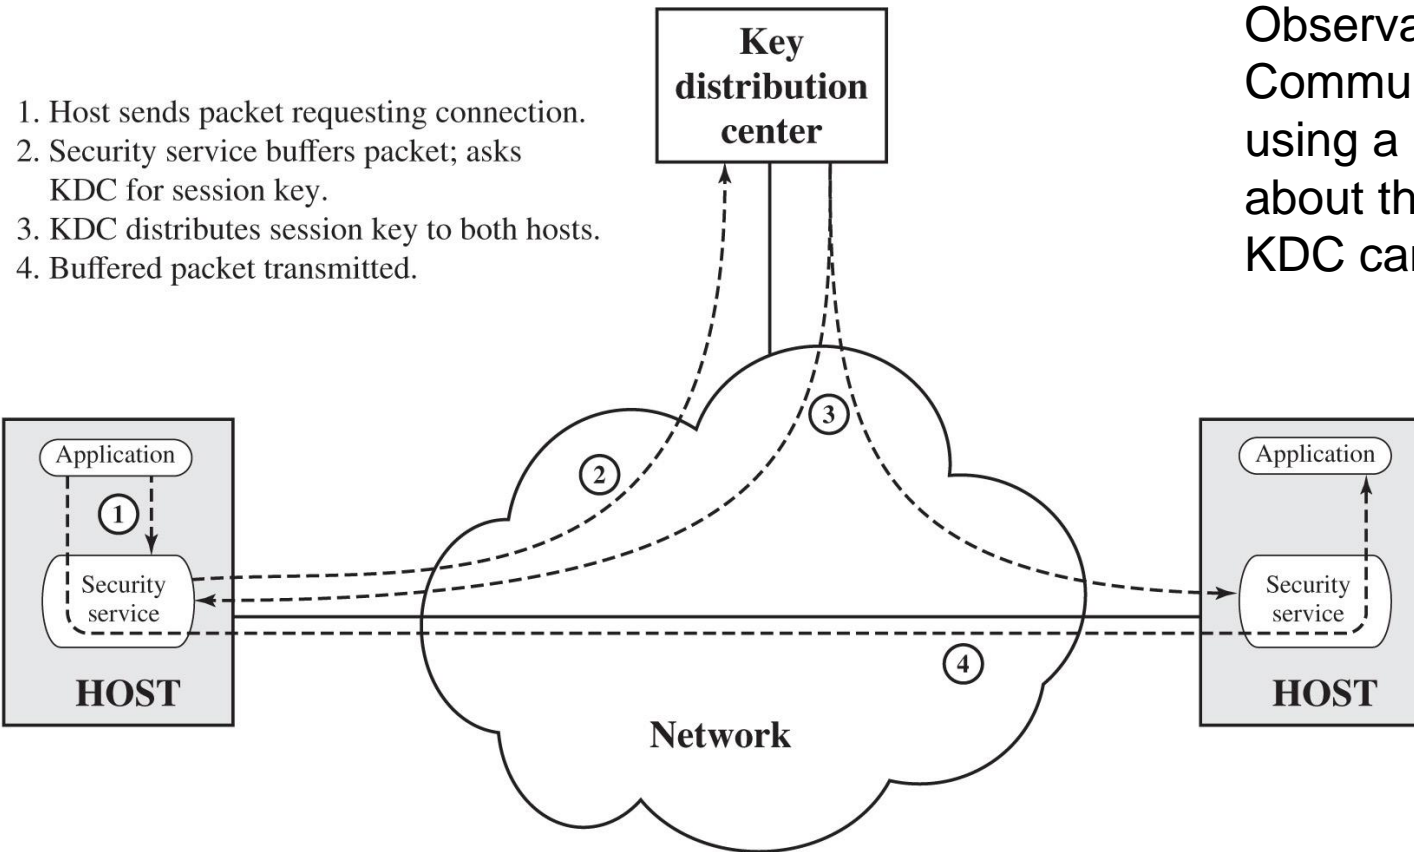 1. Host sends packet requesting connection.
2. Security service buffers packet; asks
KDC for session key.
3. KDC distributes session key to both hosts.
4. Buffered packet transmitted.
Key
distribution
center
using a
KDC
Application
1
Security
service
HOST
2
3
4
Network
Application
Security
service
HOST